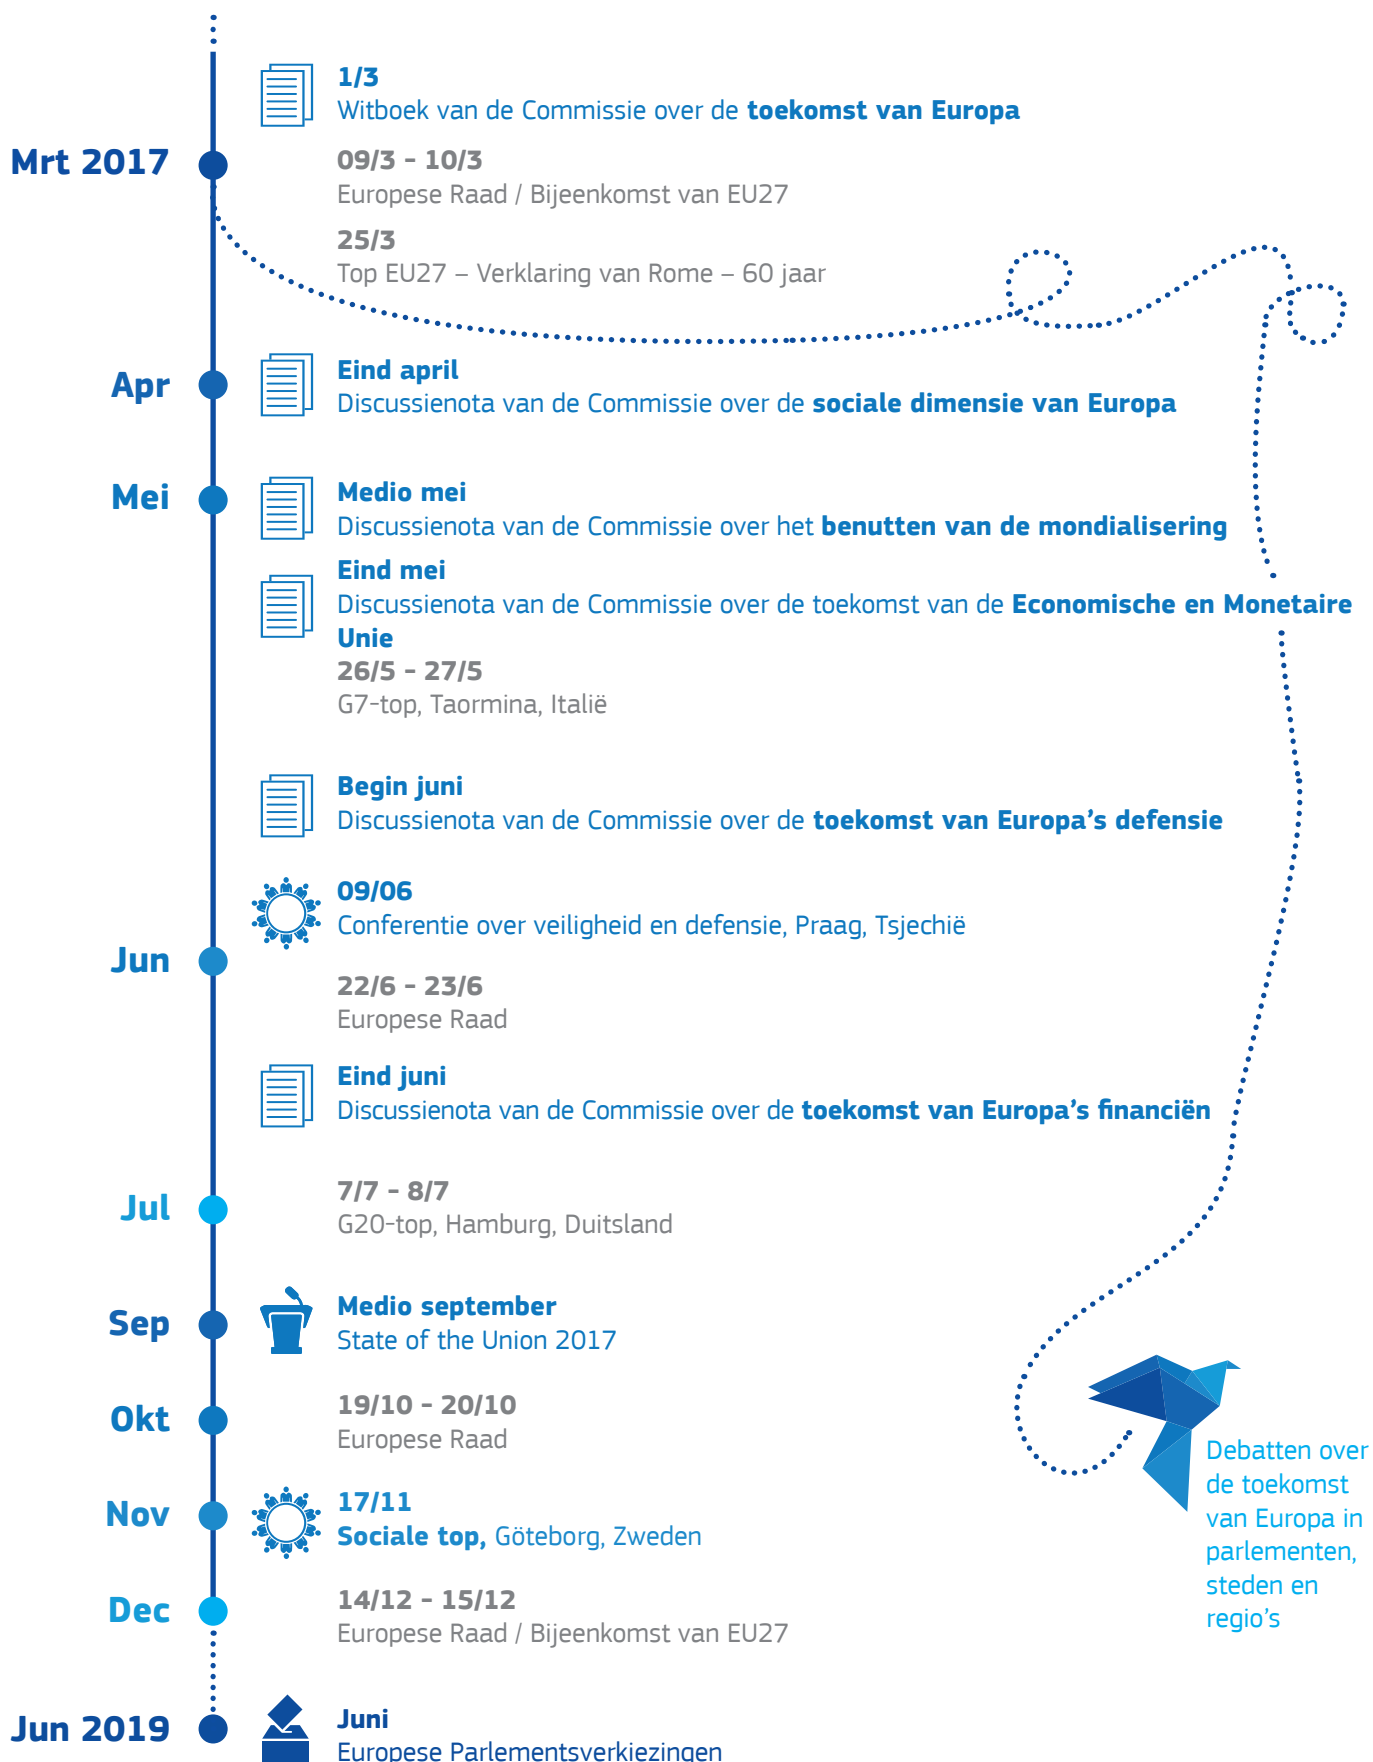 Mrt 2017
1/3
Witboek van de Commissie over de toekomst van Europa
09/3 - 10/3
Europese Raad / Bijeenkomst van EU27
25/3
Top EU27 – Verklaring van Rome – 60 jaar
Apr
Eind april
Discussienota van de Commissie over de sociale dimensie van Europa
Mei
Medio mei
Discussienota van de Commissie over het benutten van de mondialisering
Eind mei
Discussienota van de Commissie over de toekomst van de Economische en Monetaire
Unie
26/5 - 27/5
G7-top, Taormina, Italië
Jun
Begin juni
Discussienota van de Commissie over de toekomst van Europa’s defensie
09/06
Conferentie over veiligheid en defensie, Praag, Tsjechië
22/6 - 23/6
Europese Raad
Eind juni
Discussienota van de Commissie over de toekomst van Europa’s financiën
Jul
7/7 - 8/7
G20-top, Hamburg, Duitsland
Sep
Medio september
State of the Union 2017
Okt
19/10 - 20/10
Europese Raad
Nov
17/11
Sociale top, Göteborg, Zweden
Dec
14/12 - 15/12
Europese Raad / Bijeenkomst van EU27
Jun 2019
Juni
Europese Parlementsverkiezingen
Debatten over
de toekomst
van Europa in
parlementen,
steden en
regio’s